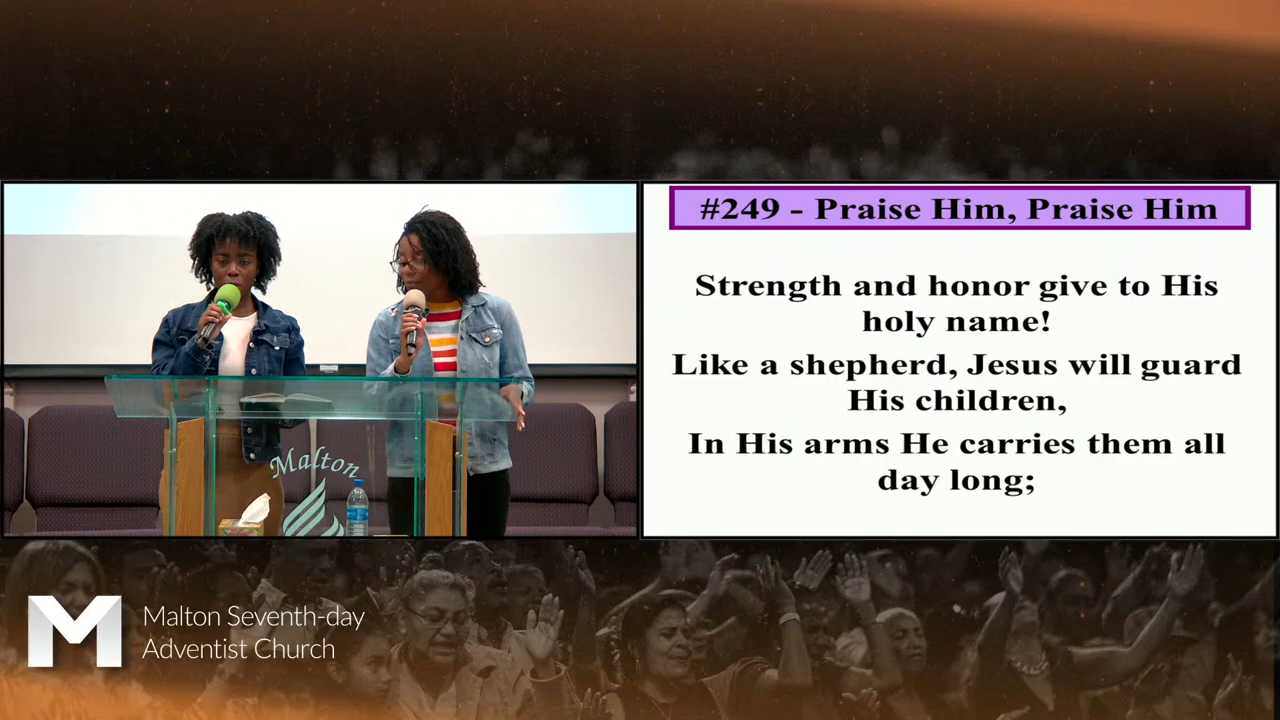 #249 - Praise Him, Praise Him
Strength and honor give to His
holy name!
Like a shepherd, Jesus will guard
His children,
In His arms He carries them all
day long;
Malton
M
Malton Seventh-day
Adventist Church